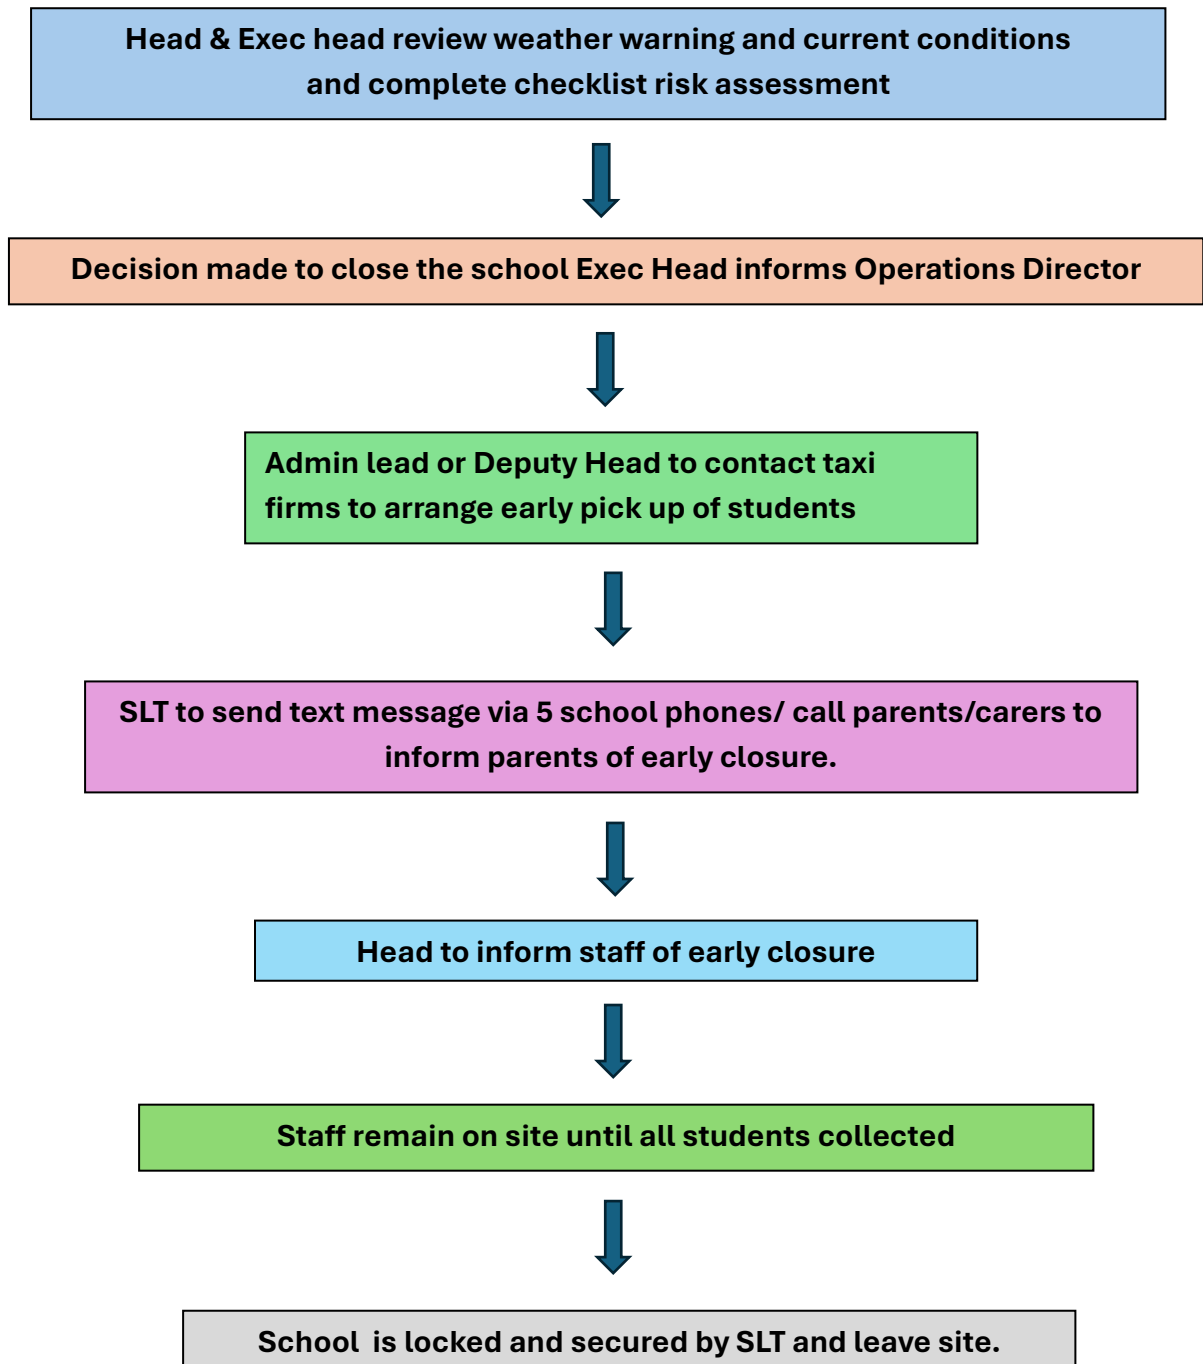 Head & Exec head review weather warning and current conditions
and complete checklist risk assessment
Decision made to close the school Exec Head informs Operations Director
Admin lead or Deputy Head to contact taxi
firms to arrange early pick up of students
SLT to send text message via 5 school phones/ call parents/carers to
inform parents of early closure.
Head to inform staff of early closure
Staff remain on site until all students collected
School  is locked and secured by SLT and leave site.